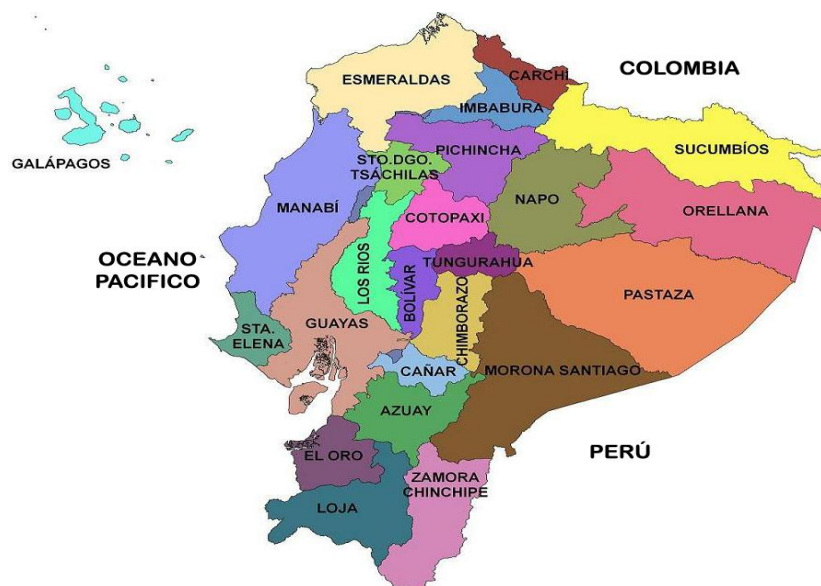 CARCHI
COLOMBIA
ESMERALDAS
IMBABURA
PICHINCHA
SUCUMBÍOS
GALÁPAGOS
STO.DGO.
TSÁCHILAS
NAPO
MANABÍ
ORELLANA
COTOPAXI
OCEANO
PACIFICO
LOS RIOS
BOLÍVAR
TUNGURAHUA
PASTAZA
CHIMBORAZO
GUAYAS
STA.
ELENA
CAÑAR
MORONA SANTIAGO
AZUAY
PERÚ
EL ORO
ZAMORA
CHINCHIPE
LOJA